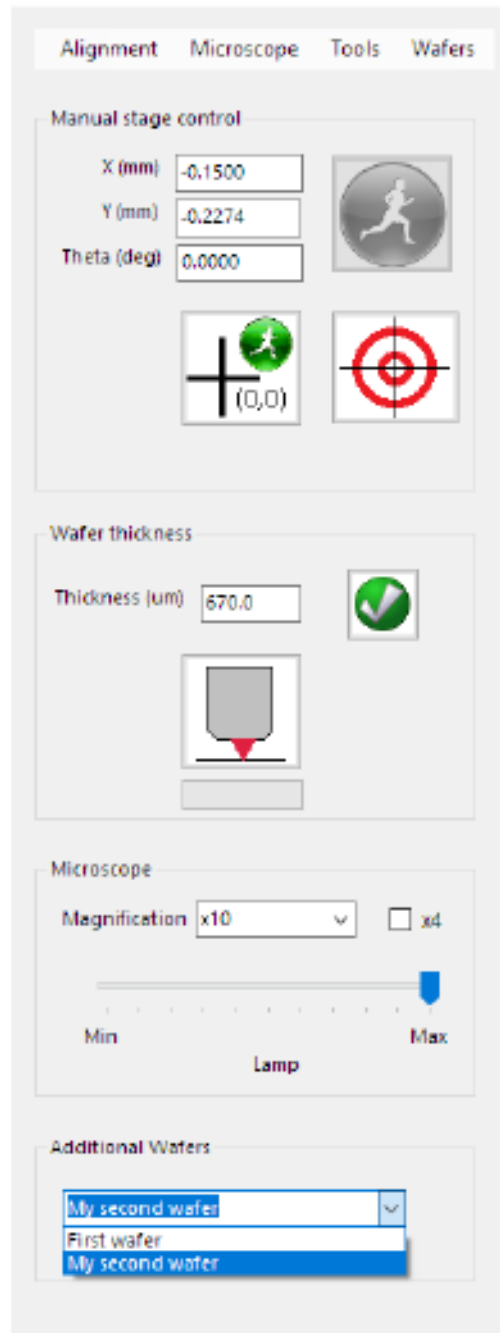 Alignment Microscope Tools Wafers
Manual stage control
X (mm) -0.1500
Y (mm) -0.2274
Theta (deg) 0.0000
(0,0)
Wafer thickness
Thickness (um) 670.0
Microscope
Magnification x10 x4
Min Max
Lamp
Additional Wafers
My second wafer
First wafer
My second wafer